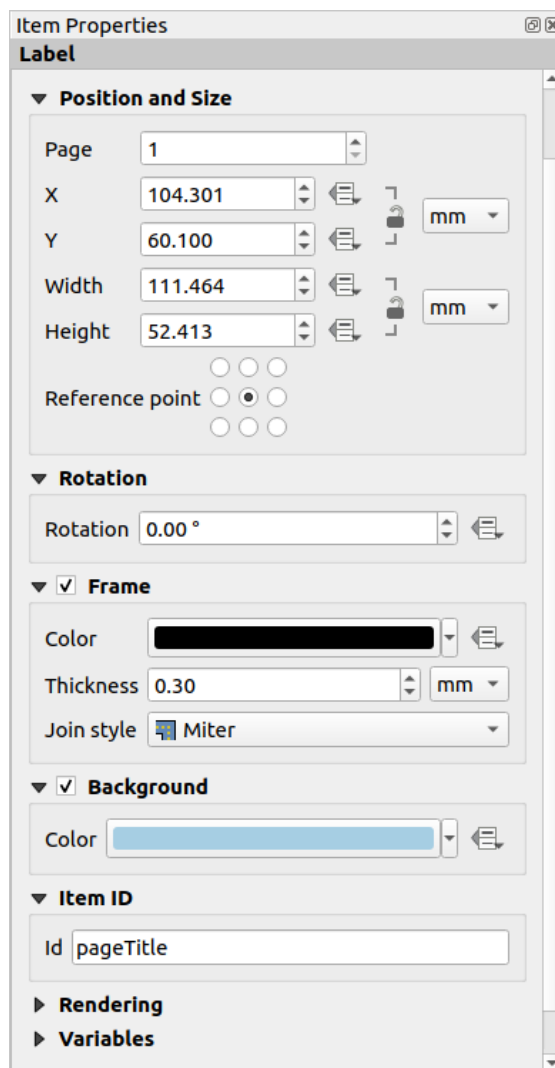 Item Properties
Label
Position and Size
Page 1
X 104.301
mm
Y 60.100
Width 111.464
mm
Height 52.413
Reference point
Rotation
Rotation 0.00 °
Frame
Color
Thickness 0.30 mm
Join style Miter
Background
Color
Item ID
Id pageTitle
Rendering
Variables